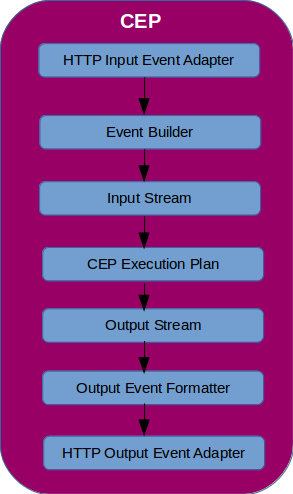 CEP
HTTP Input Event Adapter
Event Builder
Input Stream
CEP Execution Plan
Output Stream
Output Event Formatter
HTTP Output Event Adapter